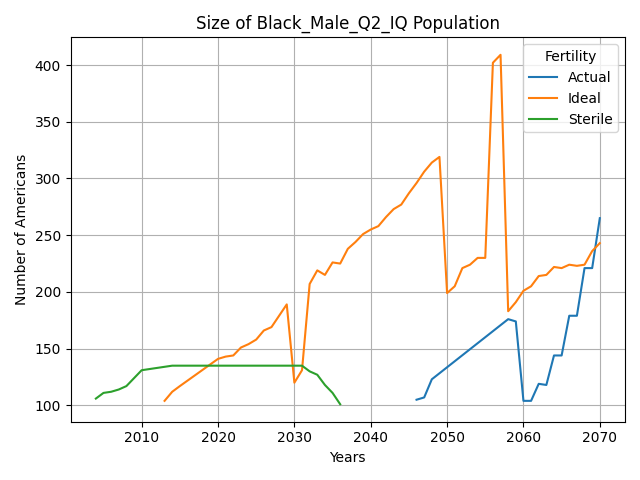 Size of Black_Male_Q2_IQ Population
Number of Americans
400
350
300
250
200
150
100
Fertility
Actual
Ideal
Sterile
2010 2020 2030 2040 2050 2060 2070
Years